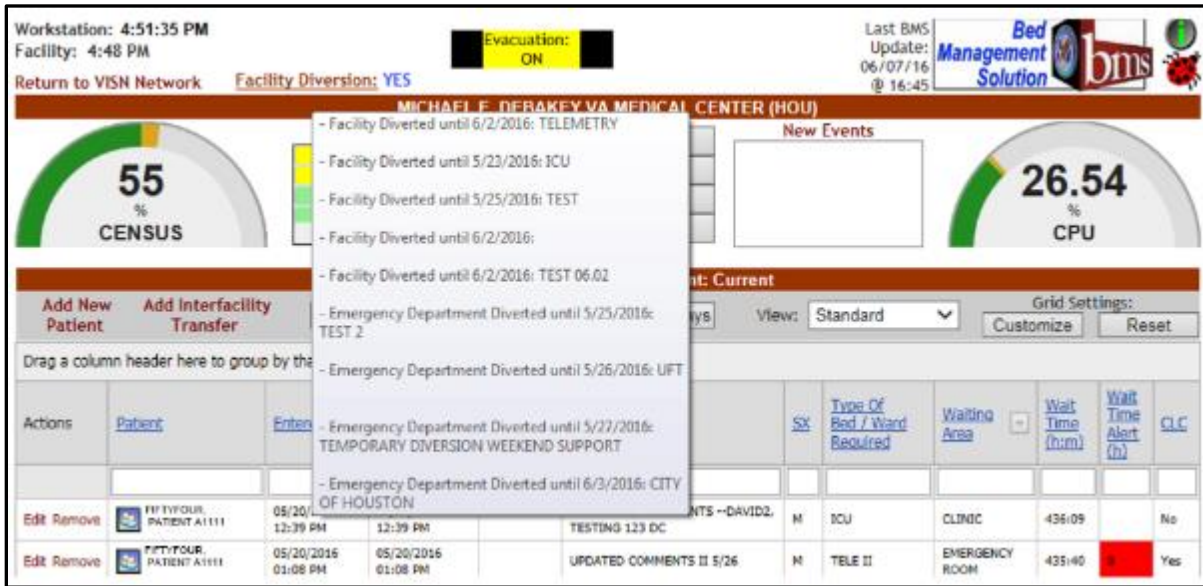 Workstation: 4:51:35 PM
Facility: 4:48 PM
Return to VISN Network
Facility Diversion: YES
Evacuation:
ON
Last BMS
Update:
06/07/16
@ 16:45
Bed
Management
Solution
bms
MICHAEL E. DEBAKEY VA MEDICAL CENTER (HOU)
55
%
CENSUS
- Facility Diverted until 6/2/2016: TELEMETRY
- Facility Diverted until 5/23/2016: ICU
- Facility Diverted until 5/25/2016: TEST
- Facility Diverted until 6/2/2016:
- Facility Diverted until 6/2/2016: TEST 06.02
- Emergency Department Diverted until 5/25/2016:
TEST 2
- Emergency Department Diverted until 5/26/2016: UFT
- Emergency Department Diverted until 5/27/2016:
TEMPORARY DIVERSION WEEKEND SUPPORT
- Emergency Department Diverted until 6/3/2016: CITY
OF HOUSTON
New Events
26.54
%
CPU
nt: Current
Add New
Patient
Add Interfacility
Transfer
ys
View: Standard
Grid Settings:
Customize Reset
Drag a column header here to group by tha
Actions
Patient
Enter
SX
Type Of
Bed / Ward
Required
Waiting
Area
Wait
Time
(h:m)
Wait
Time
Alert
(h)
CLC
Edit Remove
FIFTYFOUR,
PATIENT A1111
05/20/
12:39 PM
12:39 PM
NTS --DAVID2,
TESTING 123 DC
M
ICU
CLINIC
436:09
No
Edit Remove
FIFTYFOUR,
PATIENT A1111
05/20/2016
01:08 PM
05/20/2016
01:08 PM
UPDATED COMMENTS II 5/26
M
TELE II
EMERGENCY
ROOM
435:40
Yes